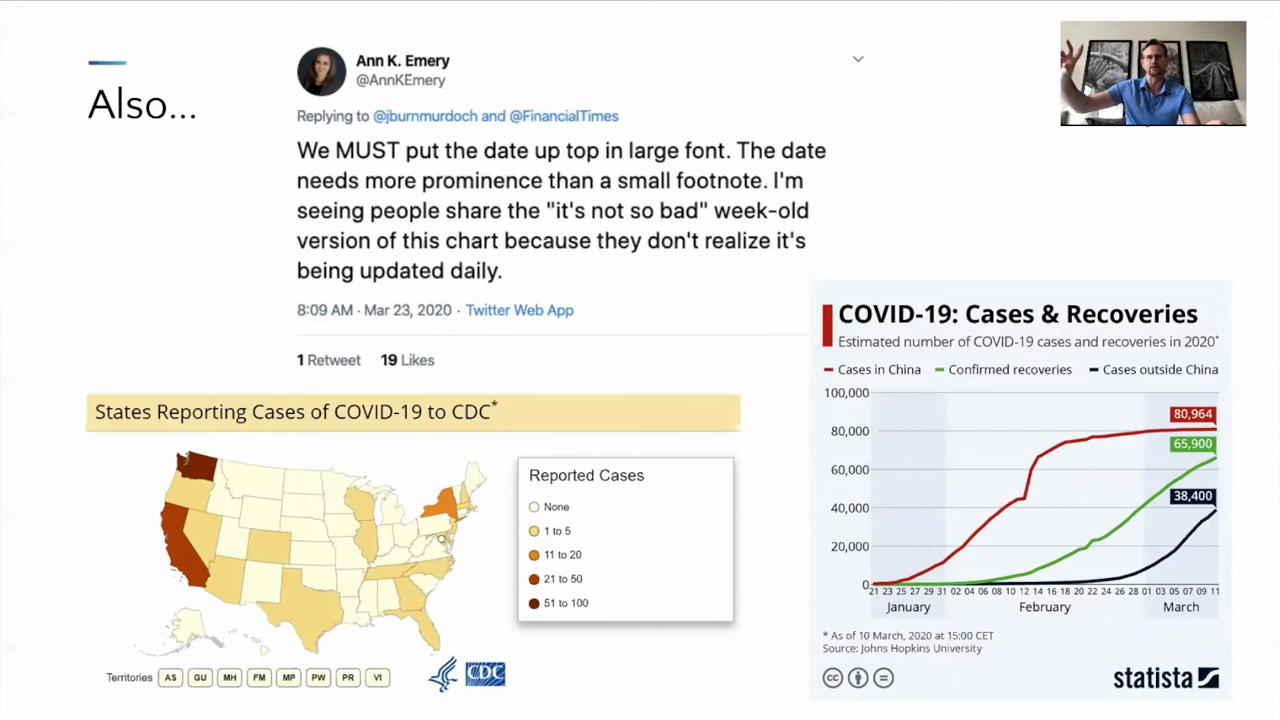 Also...
Ann K. Emery
@AnnKEmery
Replying to @jburnmurdoch and @FinancialTimes
We MUST put the date up top in large font. The date
needs more prominence than a small footnote. I'm
seeing people share the "it's not so bad" week-old
version of this chart because they don't realize it's
being updated daily.
8:09 AM · Mar 23, 2020 · Twitter Web App
1 Retweet 19 Likes
States Reporting Cases of COVID-19 to CDC*
Reported Cases
None
1 to 5
11 to 20
21 to 50
51 to 100
Territories AS GU MH FM MP PW PR VI
CDC
COVID-19: Cases & Recoveries
Estimated number of COVID-19 cases and recoveries in 2020*
Cases in China Confirmed recoveries Cases outside China
100,000
80,000
60,000
40,000
20,000
0
80,964
65,900
38,400
21 23 25 27 29 31 02 04 06 08 10 12 14 16 18 20 22 24 26 28 01 03 05 07 09 11
January February March
* As of 10 March, 2020 at 15:00 CET
Source: Johns Hopkins University
cc
statista